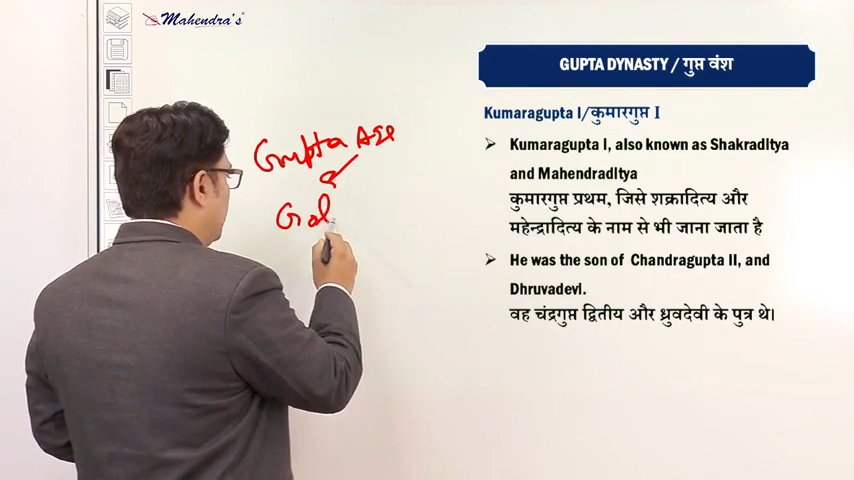 Mahendra's
GUPTA DYNASTY / गुप्त वंश
Kumaragupta I/कुमारगुप्त I
Kumaragupta I, also known as Shakraditya
and Mahendraditya
कुमारगुप्त प्रथम, जिसे शक्रादित्य और
महेन्द्रादित्य के नाम से भी जाना जाता है
He was the son of Chandragupta II, and
Dhruvadevi.
वह चंद्रगुप्त द्वितीय और ध्रुवदेवी के पुत्र थे।
Gupta Age
Gol